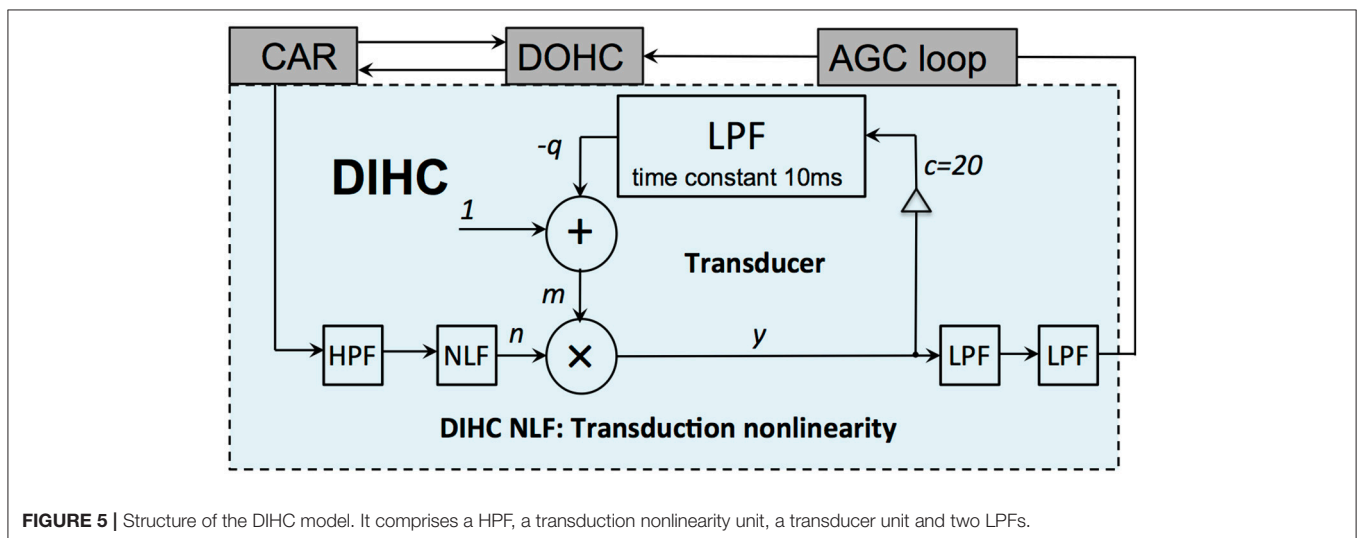 CAR
DOHC
AGC loop
LPF
time constant 10ms
-q
c=20
DIHC
1
+
Transducer
m
HPF
NLF
n
×
y
LPF
LPF
DIHC NLF: Transduction nonlinearity
FIGURE 5 | Structure of the DIHC model. It comprises a HPF, a transduction nonlinearity unit, a transducer unit and two LPFs.